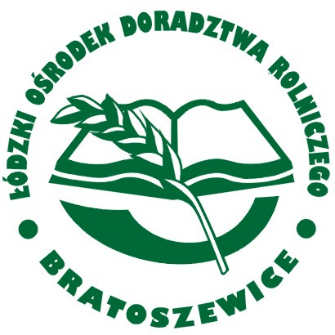 ŁÓDZKI OŚRODEK DORADZTWA ROLNICZEGO
BRATOSZEWICE